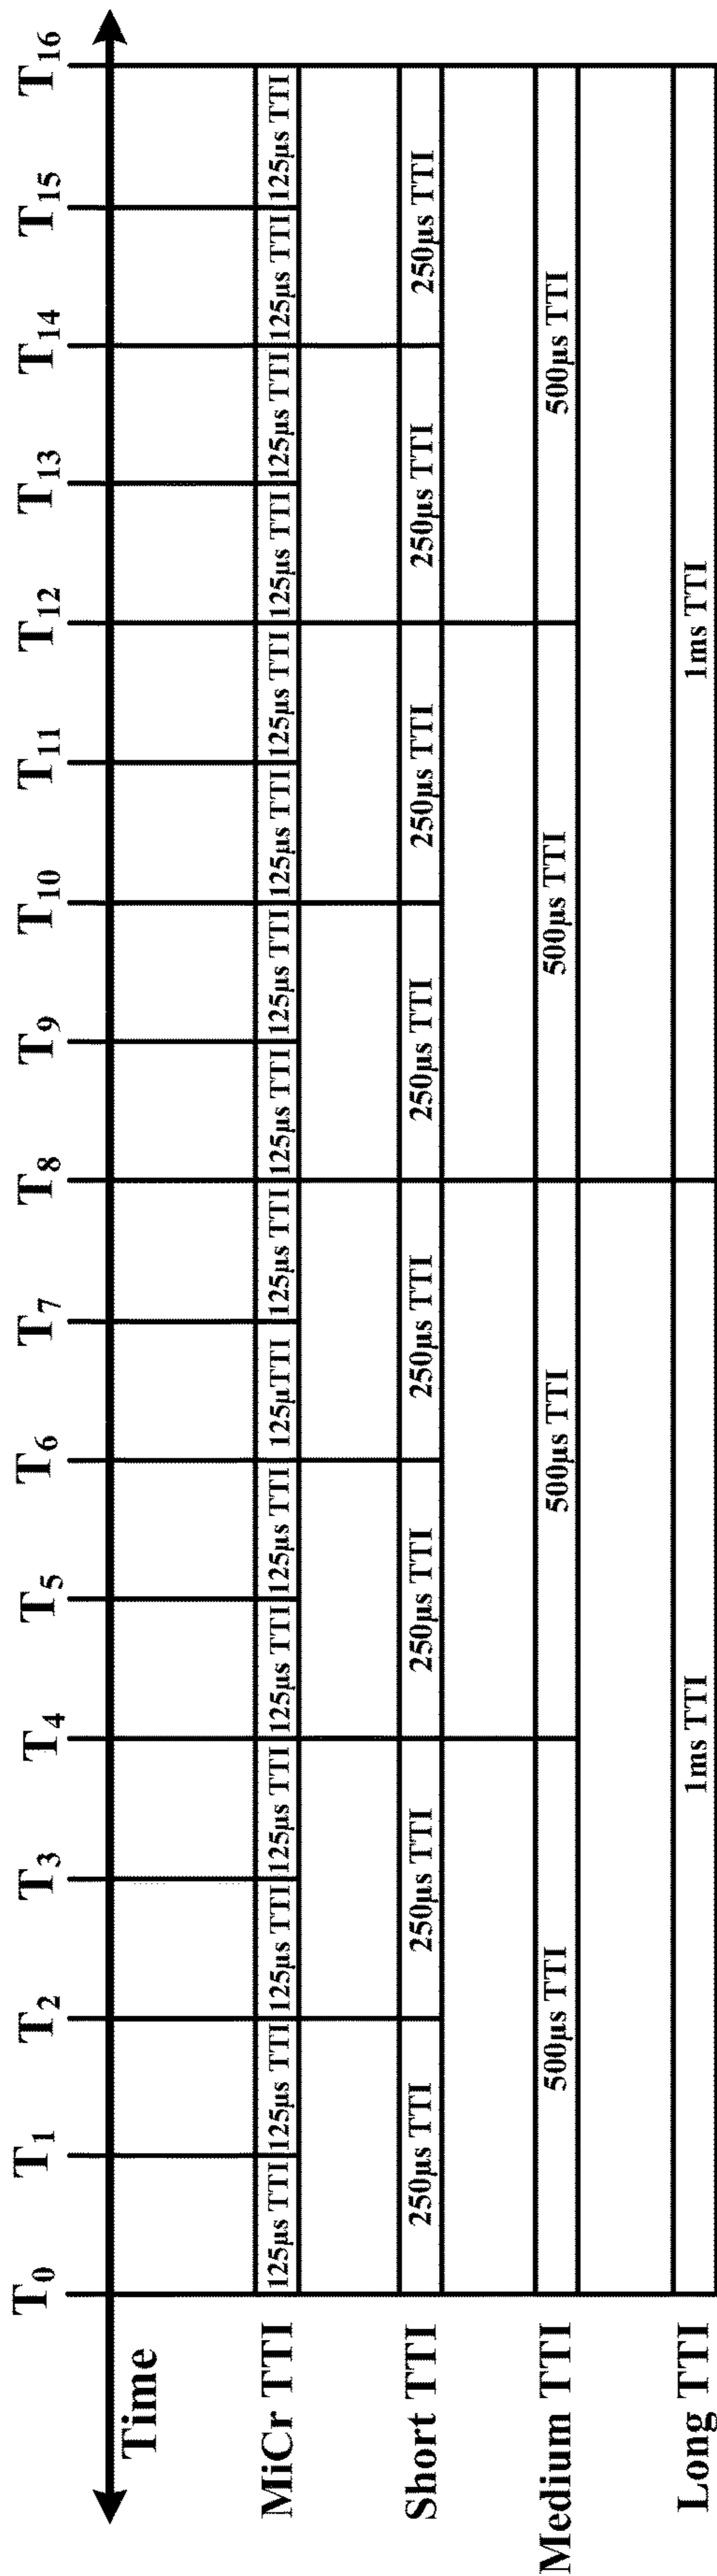 T0 T1 T2 T3 T4 T5 T6 T7 T8 T9 T10 T11 T12 T13 T14 T15 T16
Time
MiCr TTI 125μs TTI 125μs TTI 125μs TTI 125μs TTI 125μs TTI 125μs TTI 125μTTI 125μs TTI 125μs TTI 125μs TTI 125μs TTI 125μs TTI 125μs TTI 125μs TTI 125μs TTI 125μs TTI
Short TTI 250μs TTI 250μs TTI 250μs TTI 250μs TTI 250μs TTI 250μs TTI 250μs TTI 250μs TTI
Medium TTI 500μs TTI 500μs TTI 500μs TTI 500μs TTI
Long TTI 1ms TTI 1ms TTI